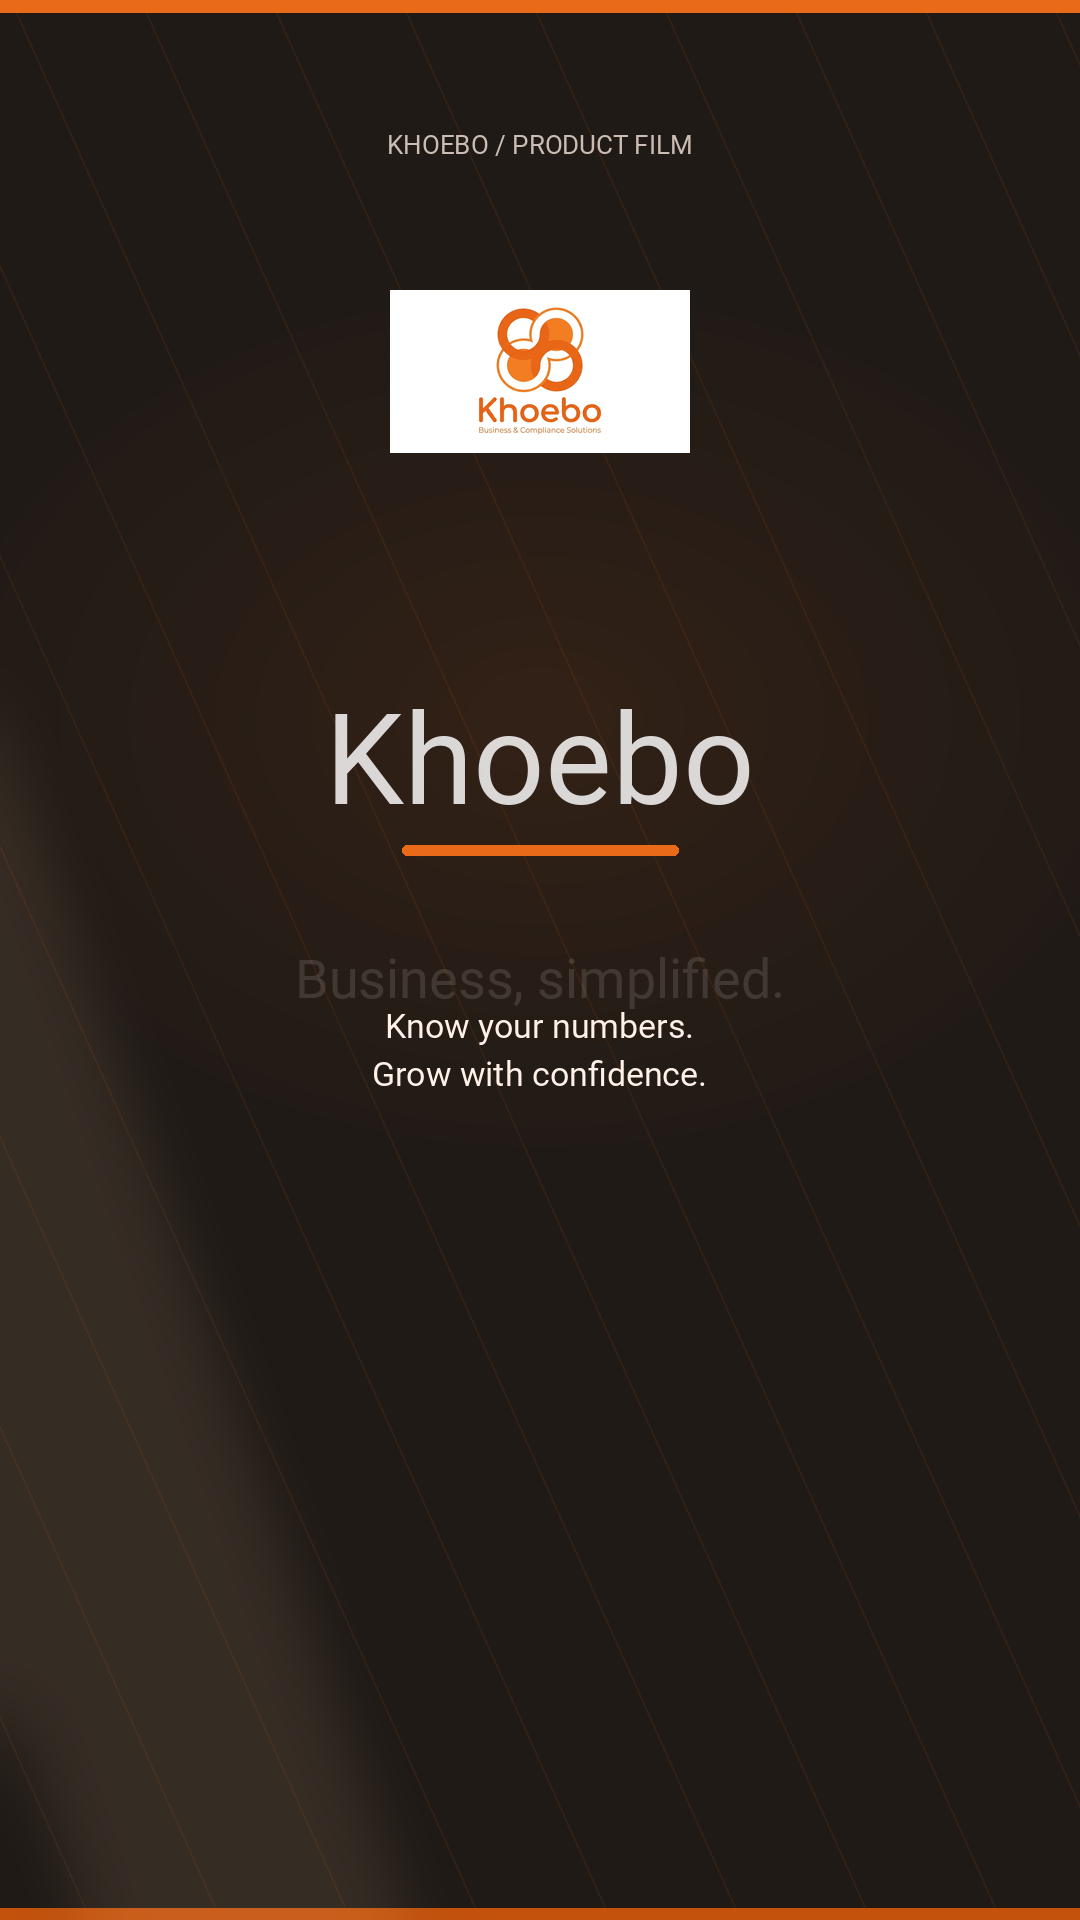 KHOEBO / PRODUCT FILM
Khoebo
Business & Compliance Solutions
Khoebo
Business, simplified.
Know your numbers.
Grow with confidence.